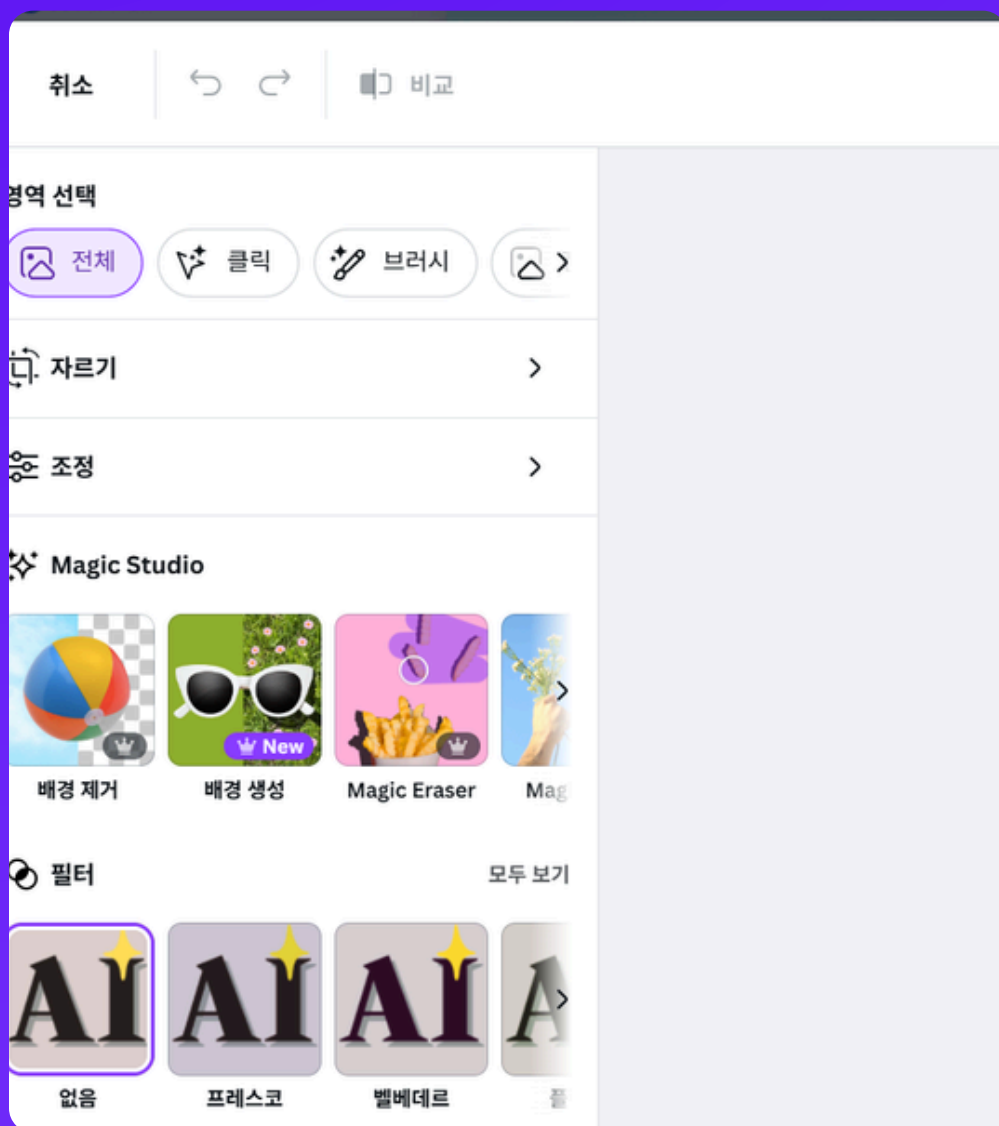 취소
비교
영역 선택
전체
클릭
브러시
자르기
조정
Magic Studio
New
배경 제거
배경 생성
Magic Eraser
Mag
필터
모두 보기
AI
AI
AI
A
없음
프레스코
벨베데르